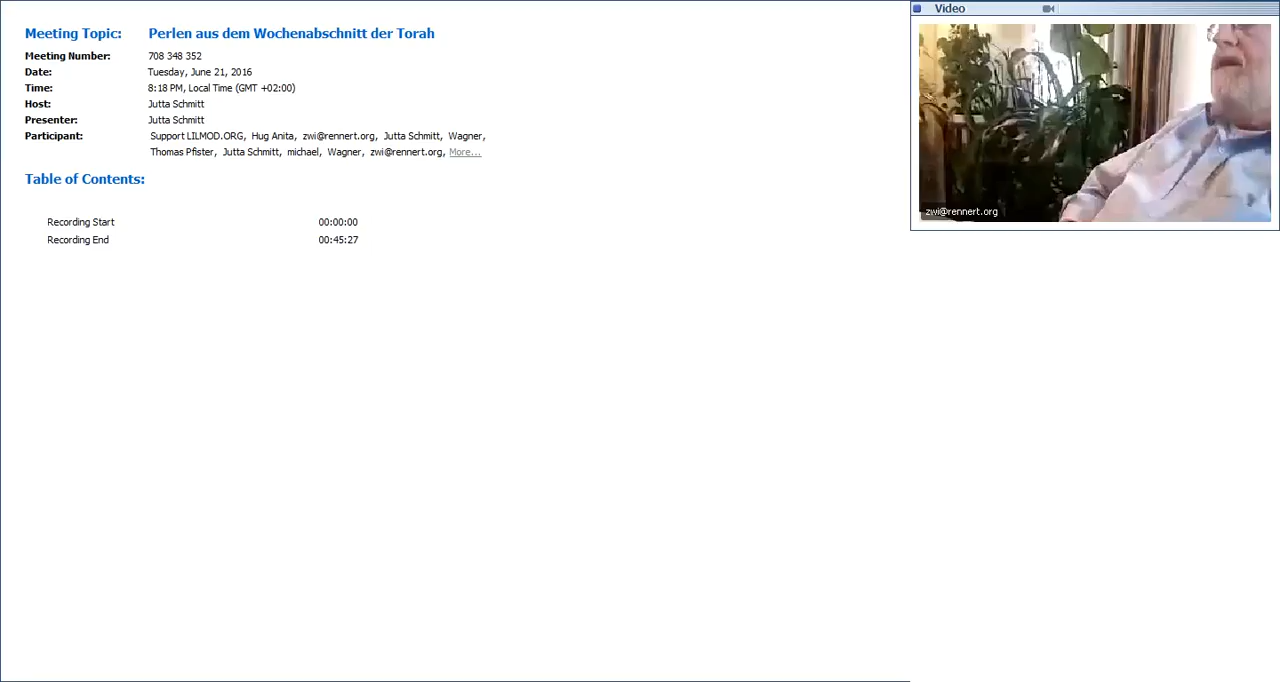 Meeting Topic: Perlen aus dem Wochenabschnitt der Torah
Meeting Number: 708 348 352
Date: Tuesday, June 21, 2016
Time: 8:18 PM, Local Time (GMT +02:00)
Host: Jutta Schmitt
Presenter: Jutta Schmitt
Participant: Support LILMOD.ORG, Hug Anita, zwi@rennert.org, Jutta Schmitt, Wagner,
Thomas Pfister, Jutta Schmitt, michael, Wagner, zwi@rennert.org, More...
Table of Contents:
Recording Start 00:00:00
Recording End 00:45:27
Video
zwi@rennert.org